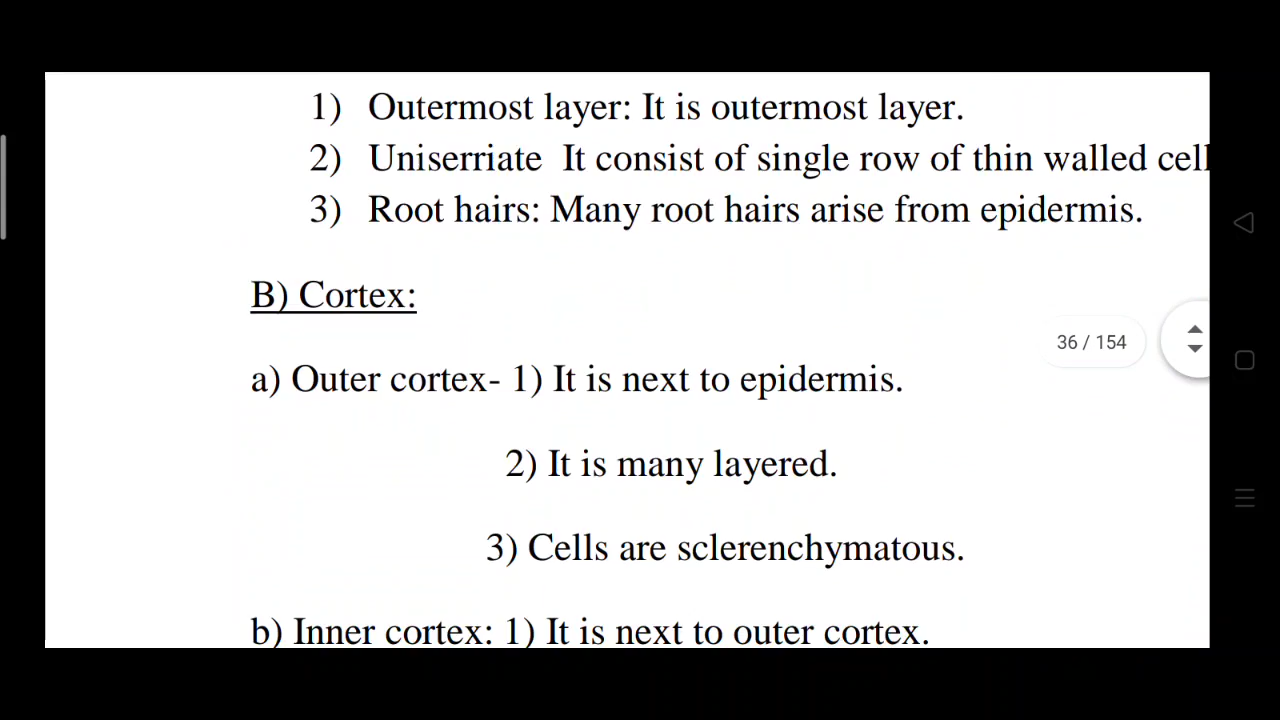 1) Outermost layer: It is outermost layer.
2) Uniserriate It consist of single row of thin walled cell
3) Root hairs: Many root hairs arise from epidermis.
B) Cortex:
36 / 154
a) Outer cortex- 1) It is next to epidermis.
2) It is many layered.
3) Cells are sclerenchymatous.
b) Inner cortex: 1) It is next to outer cortex.